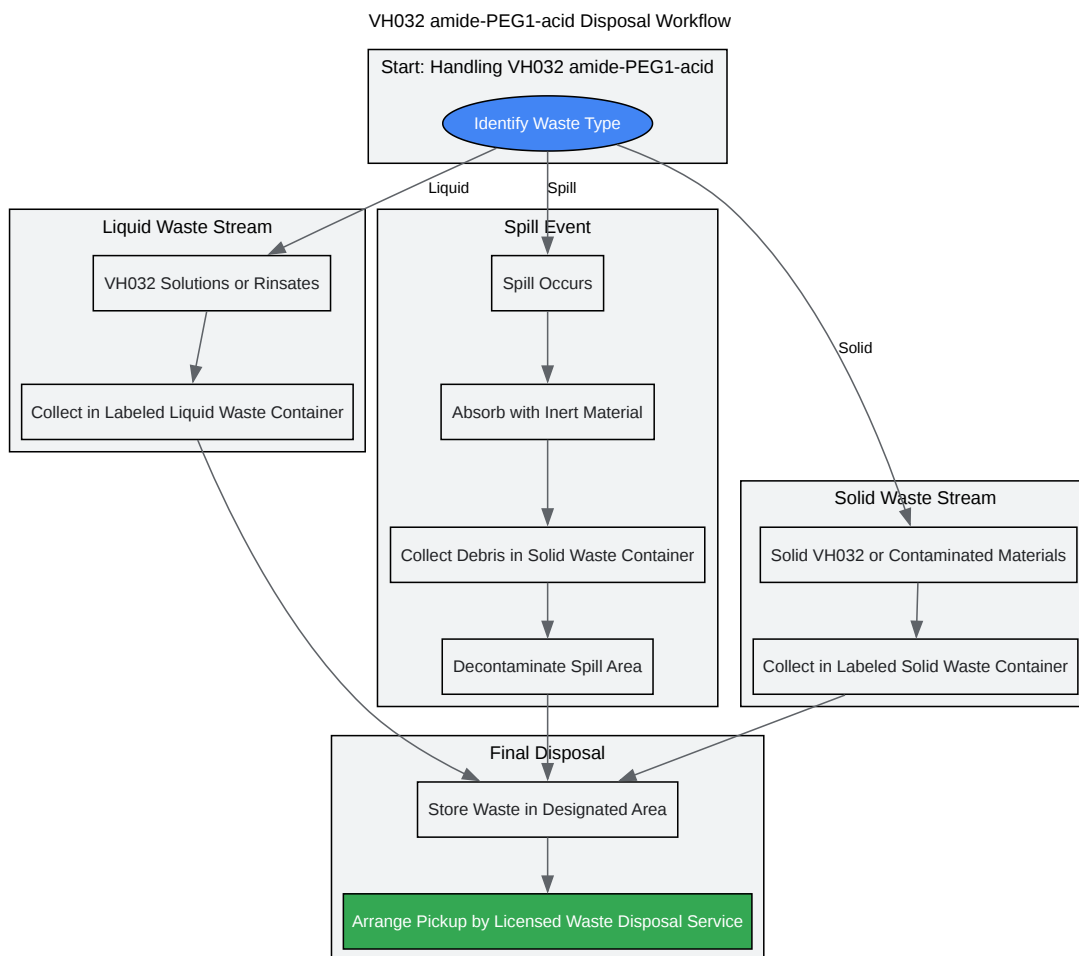 VH032 amide-PEG1-acid Disposal Workflow
Start: Handling VH032 amide-PEG1-acid
Identify Waste Type
Liquid
Spill
Solid
Liquid Waste Stream
VH032 Solutions or Rinsates
Collect in Labeled Liquid Waste Container
Spill Event
Spill Occurs
Absorb with Inert Material
Collect Debris in Solid Waste Container
Decontaminate Spill Area
Solid Waste Stream
Solid VH032 or Contaminated Materials
Collect in Labeled Solid Waste Container
Final Disposal
Store Waste in Designated Area
Arrange Pickup by Licensed Waste Disposal Service